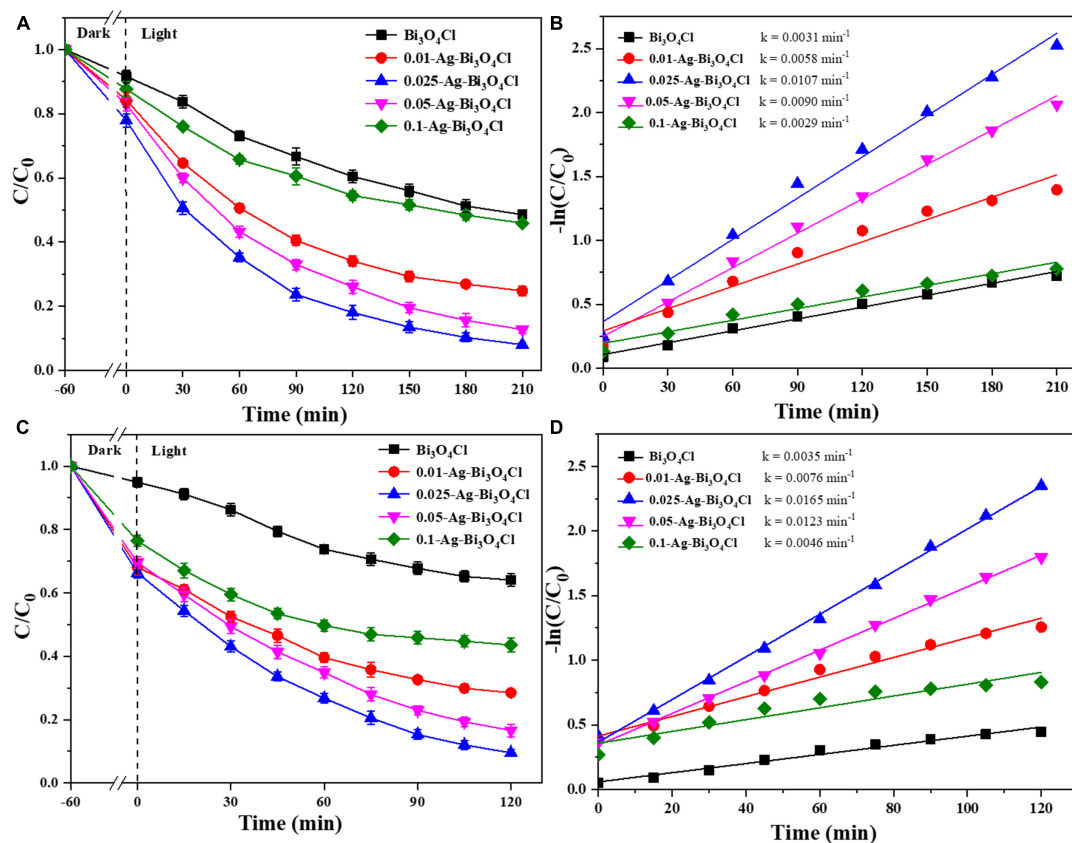 A
Dark
Light
Bi₃O₄Cl
0.01-Ag-Bi₃O₄Cl
0.025-Ag-Bi₃O₄Cl
0.05-Ag-Bi₃O₄Cl
0.1-Ag-Bi₃O₄Cl
C/C₀
1.0
0.8
0.6
0.4
0.2
0.0
-60 0 30 60 90 120 150 180 210
Time (min)
B
Bi₃O₄Cl k = 0.0031 min⁻¹
0.01-Ag-Bi₃O₄Cl k = 0.0058 min⁻¹
0.025-Ag-Bi₃O₄Cl k = 0.0107 min⁻¹
0.05-Ag-Bi₃O₄Cl k = 0.0090 min⁻¹
0.1-Ag-Bi₃O₄Cl k = 0.0029 min⁻¹
-ln(C/C₀)
2.5
2.0
1.5
1.0
0.5
0.0
0 30 60 90 120 150 180 210
Time (min)
C
Dark
Light
Bi₃O₄Cl
0.01-Ag-Bi₃O₄Cl
0.025-Ag-Bi₃O₄Cl
0.05-Ag-Bi₃O₄Cl
0.1-Ag-Bi₃O₄Cl
C/C₀
1.0
0.8
0.6
0.4
0.2
0.0
-60 0 30 60 90 120
Time (min)
D
Bi₃O₄Cl k = 0.0035 min⁻¹
0.01-Ag-Bi₃O₄Cl k = 0.0076 min⁻¹
0.025-Ag-Bi₃O₄Cl k = 0.0165 min⁻¹
0.05-Ag-Bi₃O₄Cl k = 0.0123 min⁻¹
0.1-Ag-Bi₃O₄Cl k = 0.0046 min⁻¹
-ln(C/C₀)
2.5
2.0
1.5
1.0
0.5
0.0
0 20 40 60 80 100 120
Time (min)